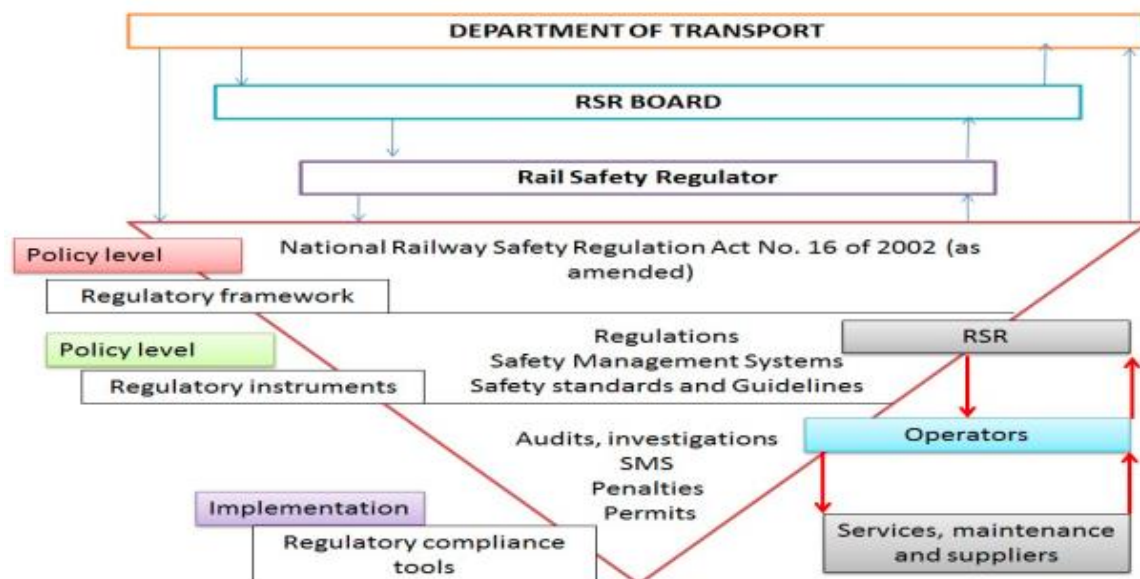 DEPARTMENT OF TRANSPORT
RSR BOARD
Rail Safety Regulator
Policy level
National Railway Safety Regulation Act No. 16 of 2002 (as
amended)
Regulatory framework
Policy level
Regulations
Safety Management Systems
Safety standards and Guidelines
RSR
Regulatory instruments
Audits, investigations
SMS
Penalties
Permits
Operators
Implementation
Regulatory compliance
tools
Services, maintenance
and suppliers